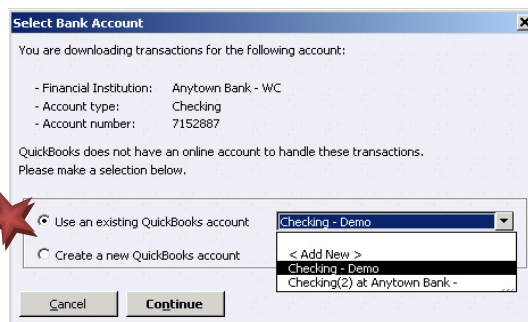 Select Bank Account
You are downloading transactions for the following account:
- Financial Institution: Anytown Bank - WC
- Account type: Checking
- Account number: 7152887
QuickBooks does not have an online account to handle these transactions.
Please make a selection below.
Use an existing QuickBooks account Checking - Demo
< Add New >
Create a new QuickBooks account Checking - Demo
Checking(2) at Anytown Bank -
Cancel Continue